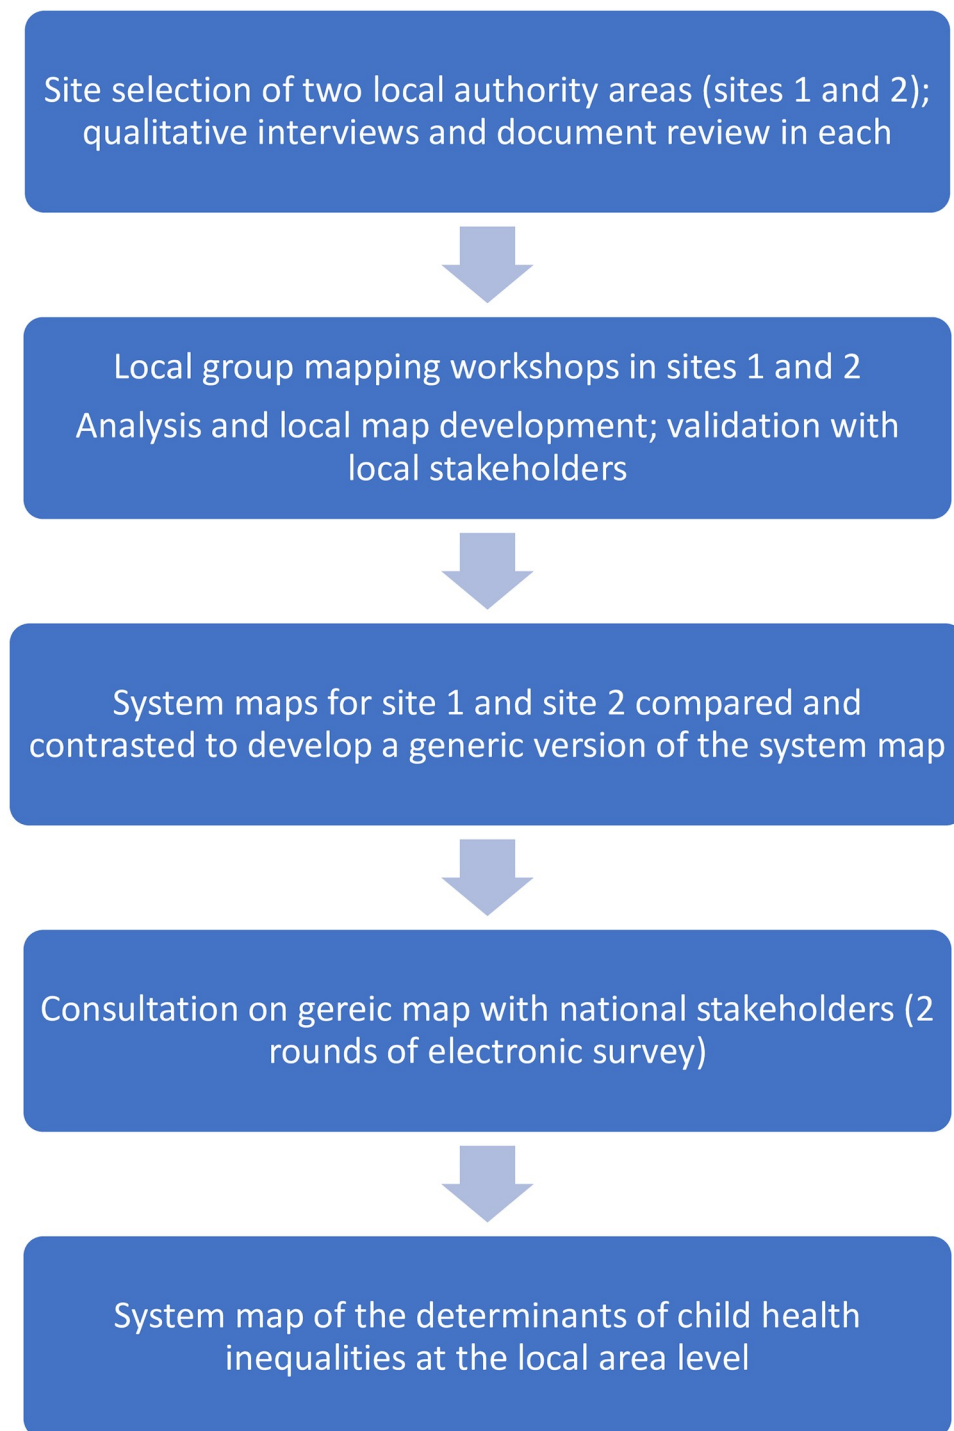 Site selection of two local authority areas (sites 1 and 2);
qualitative interviews and document review in each
Local group mapping workshops in sites 1 and 2
Analysis and local map development; validation with
local stakeholders
System maps for site 1 and site 2 compared and
contrasted to develop a generic version of the system map
Consultation on gereic map with national stakeholders (2
rounds of electronic survey)
System map of the determinants of child health
inequalities at the local area level